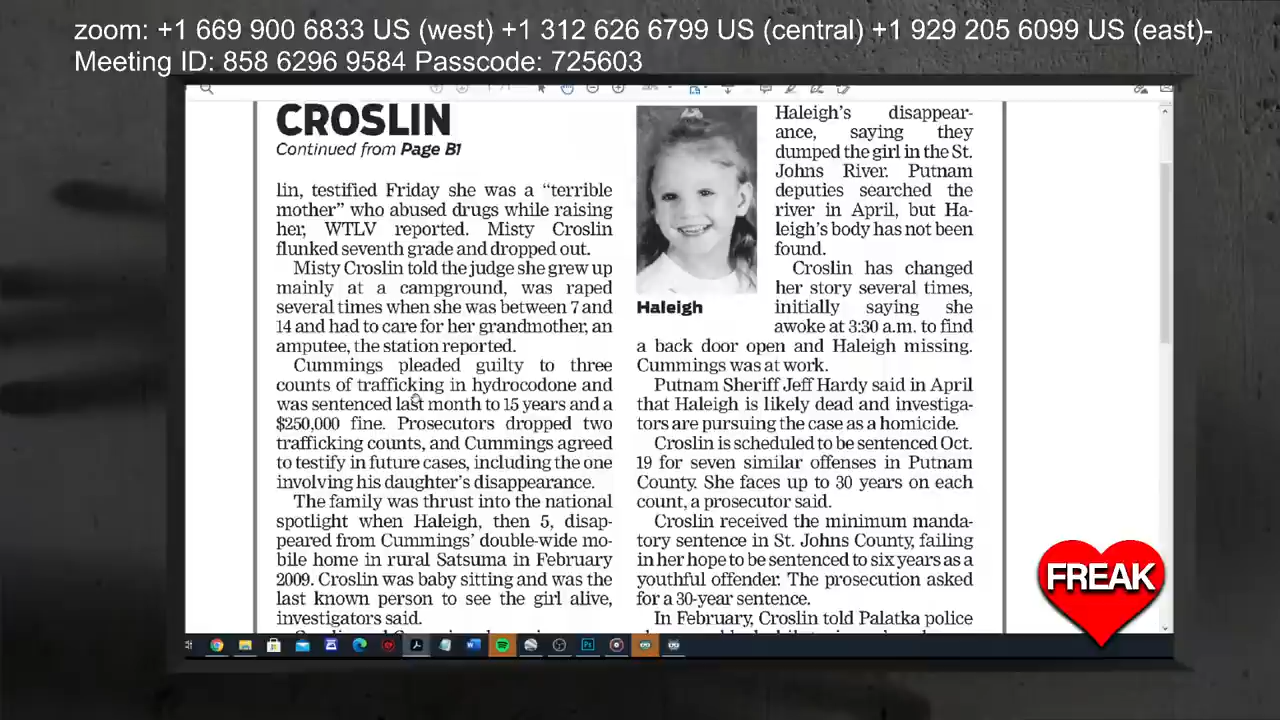 zoom: +1 669 900 6833 US (west) +1 312 626 6799 US (central) +1 929 205 6099 US (east)-
Meeting ID: 858 6296 9584 Passcode: 725603
CROSLIN
Continued from Page B1
lin, testified Friday she was a “terrible
mother” who abused drugs while raising
her, WTLV reported. Misty Croslin
flunked seventh grade and dropped out.
Misty Croslin told the judge she grew up
mainly at a campground, was raped
several times when she was between 7 and
14 and had to care for her grandmother, an
amputee, the station reported.
Cummings pleaded guilty to three
counts of trafficking in hydrocodone and
was sentenced last month to 15 years and a
$250,000 fine. Prosecutors dropped two
trafficking counts, and Cummings agreed
to testify in future cases, including the one
involving his daughter’s disappearance.
The family was thrust into the national
spotlight when Haleigh, then 5, disap-
peared from Cummings’ double-wide mo-
bile home in rural Satsuma in February
2009. Croslin was baby sitting and was the
last known person to see the girl alive,
investigators said.
Haleigh
Haleigh’s disappear-
ance, saying they
dumped the girl in the St.
Johns River. Putnam
deputies searched the
river in April, but Ha-
leigh’s body has not been
found.
Croslin has changed
her story several times,
initially saying she
awoke at 3:30 a.m. to find
a back door open and Haleigh missing.
Cummings was at work.
Putnam Sheriff Jeff Hardy said in April
that Haleigh is likely dead and investiga-
tors are pursuing the case as a homicide.
Croslin is scheduled to be sentenced Oct.
19 for seven similar offenses in Putnam
County. She faces up to 30 years on each
count, a prosecutor said.
Croslin received the minimum manda-
tory sentence in St. Johns County, failing
in her hope to be sentenced to six years as a
youthful offender. The prosecution asked
for a 30-year sentence.
In February, Croslin told Palatka police
FREAK